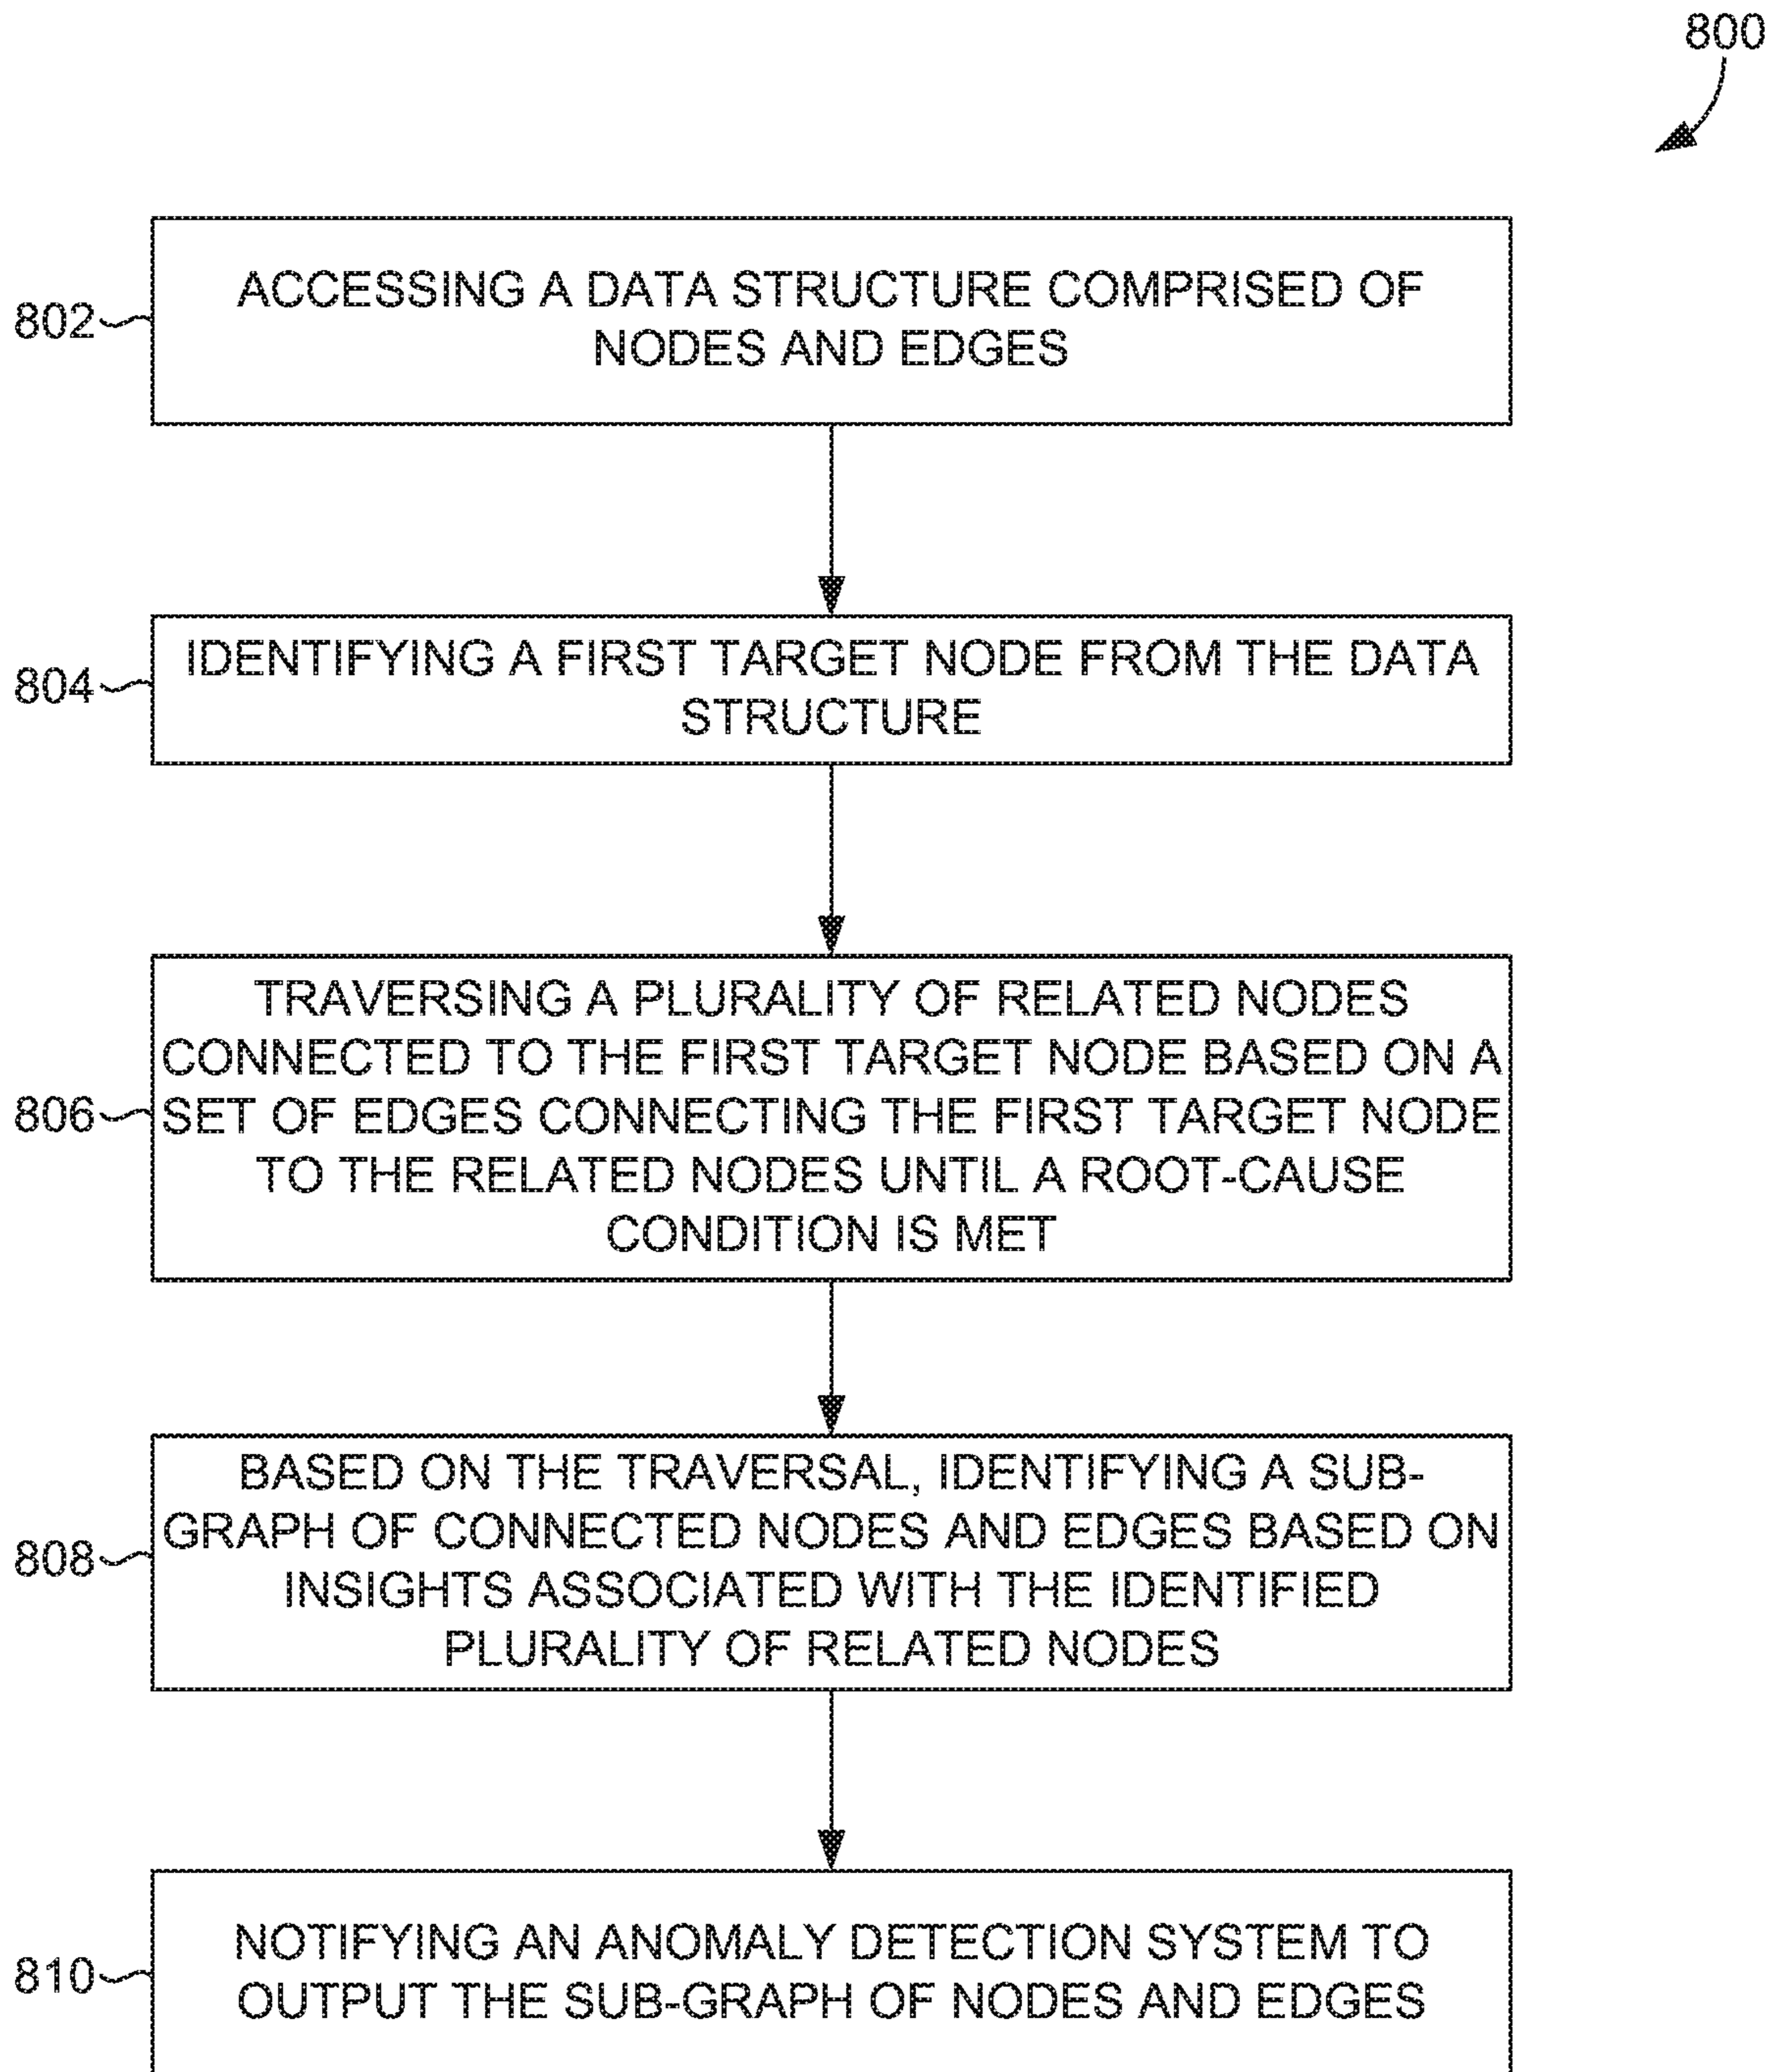 800
802
ACCESSING A DATA STRUCTURE COMPRISED OF
NODES AND EDGES
804
IDENTIFYING A FIRST TARGET NODE FROM THE DATA
STRUCTURE
806
TRAVERSING A PLURALITY OF RELATED NODES
CONNECTED TO THE FIRST TARGET NODE BASED ON A
SET OF EDGES CONNECTING THE FIRST TARGET NODE
TO THE RELATED NODES UNTIL A ROOT-CAUSE
CONDITION IS MET
808
BASED ON THE TRAVERSAL, IDENTIFYING A SUB-
GRAPH OF CONNECTED NODES AND EDGES BASED ON
INSIGHTS ASSOCIATED WITH THE IDENTIFIED
PLURALITY OF RELATED NODES
810
NOTIFYING AN ANOMALY DETECTION SYSTEM TO
OUTPUT THE SUB-GRAPH OF NODES AND EDGES